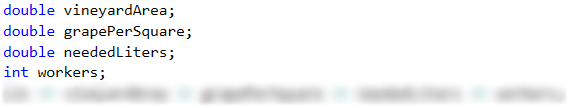 double vineyardArea;
double grapePerSquare;
double neededLiters;
int workers;